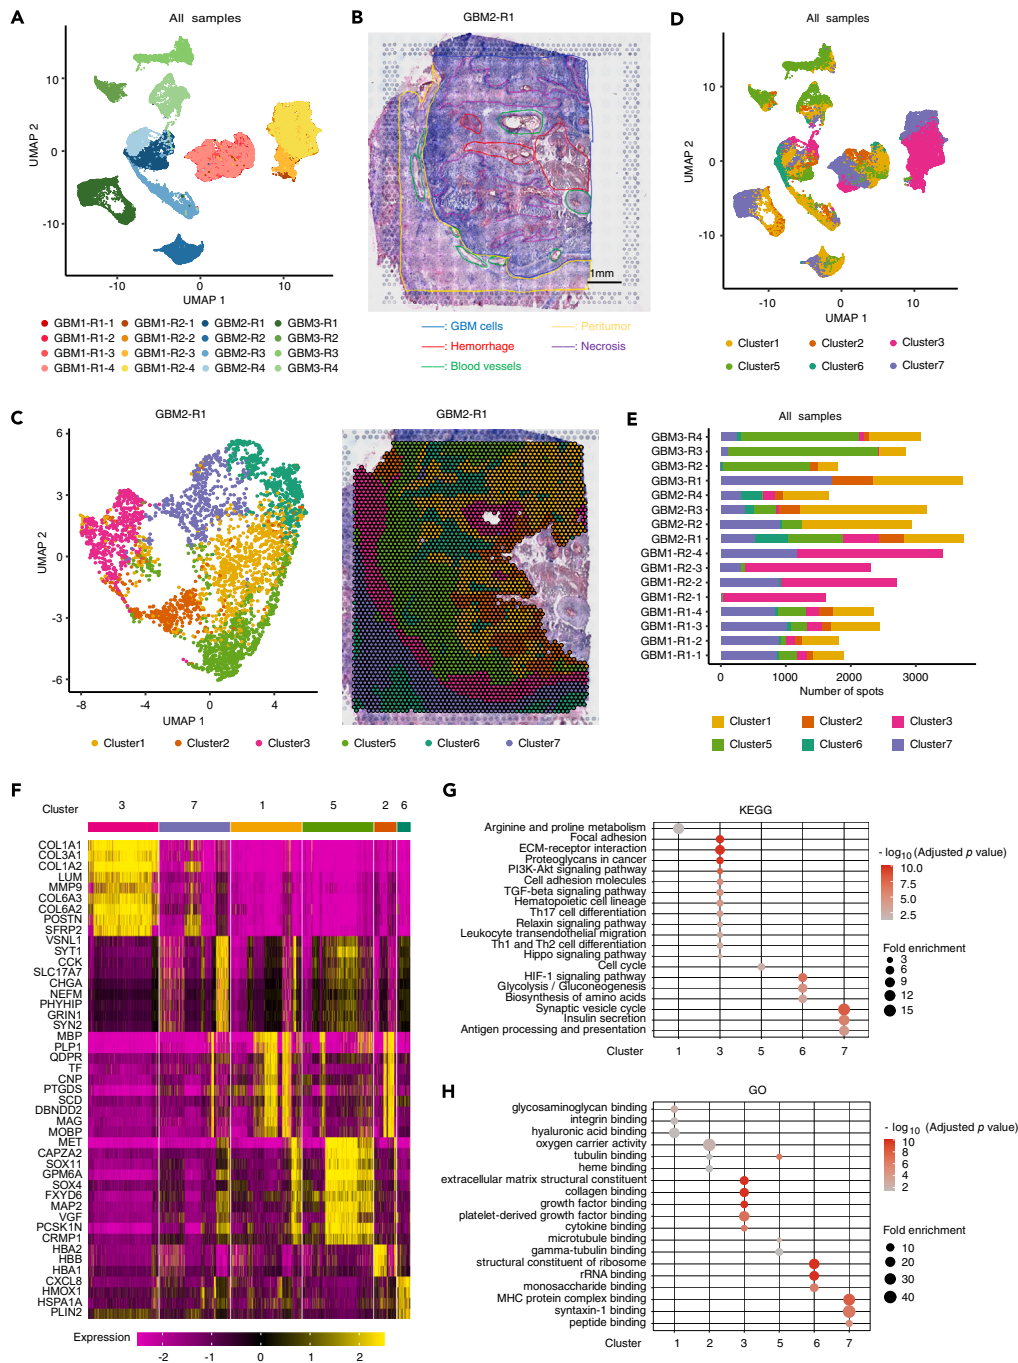 A
All samples
UMAP 2
10
0
-10
-10
0
10
UMAP 1
GBM1-R1-1
GBM1-R2-1
GBM2-R1
GBM3-R1
GBM1-R1-2
GBM1-R2-2
GBM2-R2
GBM3-R2
GBM1-R1-3
GBM1-R2-3
GBM2-R3
GBM3-R3
GBM1-R1-4
GBM1-R2-4
GBM2-R4
GBM3-R4
B
GBM2-R1
1mm
: GBM cells
: Peritumor
: Hemorrhage
: Necrosis
: Blood vessels
D
All samples
UMAP 2
10
0
-10
-10
0
10
UMAP 1
Cluster1
Cluster2
Cluster3
Cluster5
Cluster6
Cluster7
C
GBM2-R1
UMAP 2
6
3
0
-3
-6
-8
-4
0
4
UMAP 1
GBM2-R1
Cluster1
Cluster2
Cluster3
Cluster5
Cluster6
Cluster7
E
All samples
GBM3-R4
GBM3-R3
GBM3-R2
GBM3-R1
GBM2-R4
GBM2-R3
GBM2-R2
GBM2-R1
GBM1-R2-4
GBM1-R2-3
GBM1-R2-2
GBM1-R2-1
GBM1-R1-4
GBM1-R1-3
GBM1-R1-2
GBM1-R1-1
0
1000
2000
3000
Number of spots
Cluster1
Cluster2
Cluster3
Cluster5
Cluster6
Cluster7
F
Cluster
3
7
1
5
2
6
COL1A1
COL3A1
COL1A2
LUM
MMP9
COL6A3
COL6A2
POSTN
SFRP2
VSNL1
SYT1
CCK
SLC17A7
CHGA
NEFM
PHYHIP
GRIN1
SYN2
MBP
PLP1
QDPR
TF
CNP
PTGDS
SCD
DBNDD2
MAG
MOBP
MET
CAPZA2
SOX11
GPM6A
SOX4
FXYD6
MAP2
VGF
PCSK1N
CRMP1
HBA2
HBB
HBA1
CXCL8
HMOX1
HSPA1A
PLIN2
Expression
-2
-1
0
1
2
G
KEGG
Arginine and proline metabolism
Focal adhesion
ECM-receptor interaction
Proteoglycans in cancer
PI3K-Akt signaling pathway
Cell adhesion molecules
TGF-beta signaling pathway
Hematopoietic cell lineage
Th17 cell differentiation
Relaxin signaling pathway
Leukocyte transendothelial migration
Th1 and Th2 cell differentiation
Hippo signaling pathway
Cell cycle
HIF-1 signaling pathway
Glycolysis / Gluconeogenesis
Biosynthesis of amino acids
Synaptic vesicle cycle
Insulin secretion
Antigen processing and presentation
Cluster
1
3
5
6
7
- log10 (Adjusted p value)
10.0
7.5
5.0
2.5
Fold enrichment
3
6
9
12
15
H
GO
glycosaminoglycan binding
integrin binding
hyaluronic acid binding
oxygen carrier activity
tubulin binding
heme binding
extracellular matrix structural constituent
collagen binding
growth factor binding
platelet-derived growth factor binding
cytokine binding
microtubule binding
gamma-tubulin binding
structural constituent of ribosome
rRNA binding
monosaccharide binding
MHC protein complex binding
syntaxin-1 binding
peptide binding
Cluster
1
2
3
5
6
7
- log10 (Adjusted p value)
10
8
6
4
2
Fold enrichment
10
20
30
40